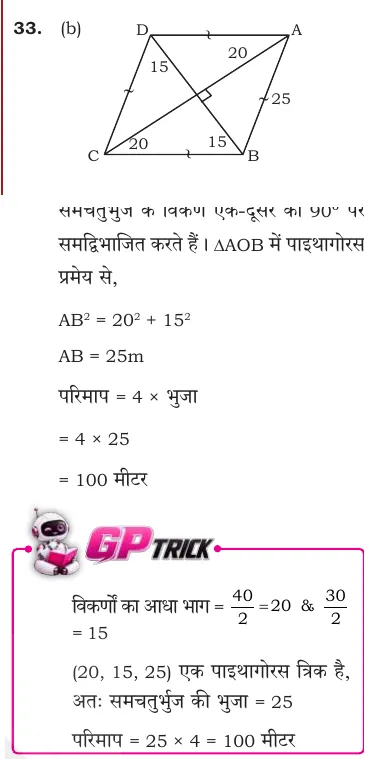 33. (b)
D A
20
15
25
20 15
C B
समचतुर्भुज के विकर्ण एक-दूसरे को 90° पर
समद्विभाजित करते हैं। ∆AOB में पाइथागोरस
प्रमेय से,
AB² = 20² + 15²
AB = 25m
परिमाप = 4 × भुजा
= 4 × 25
= 100 मीटर
GP TRICK
विकर्णों का आधा भाग = 40/2 =20 & 30/2
= 15
(20, 15, 25) एक पाइथागोरस त्रिक है,
अतः समचतुर्भुज की भुजा = 25
परिमाप = 25 × 4 = 100 मीटर